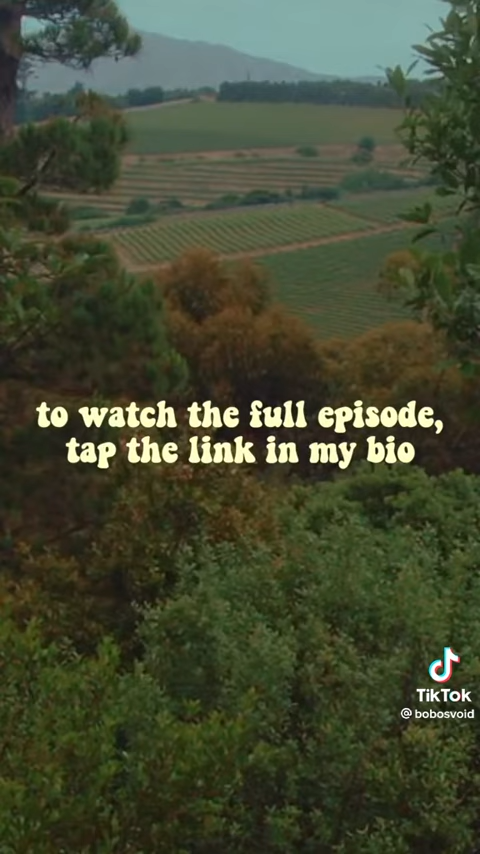 to watch the full episode,
tap the link in my bio
TikTok
@bobosvoid